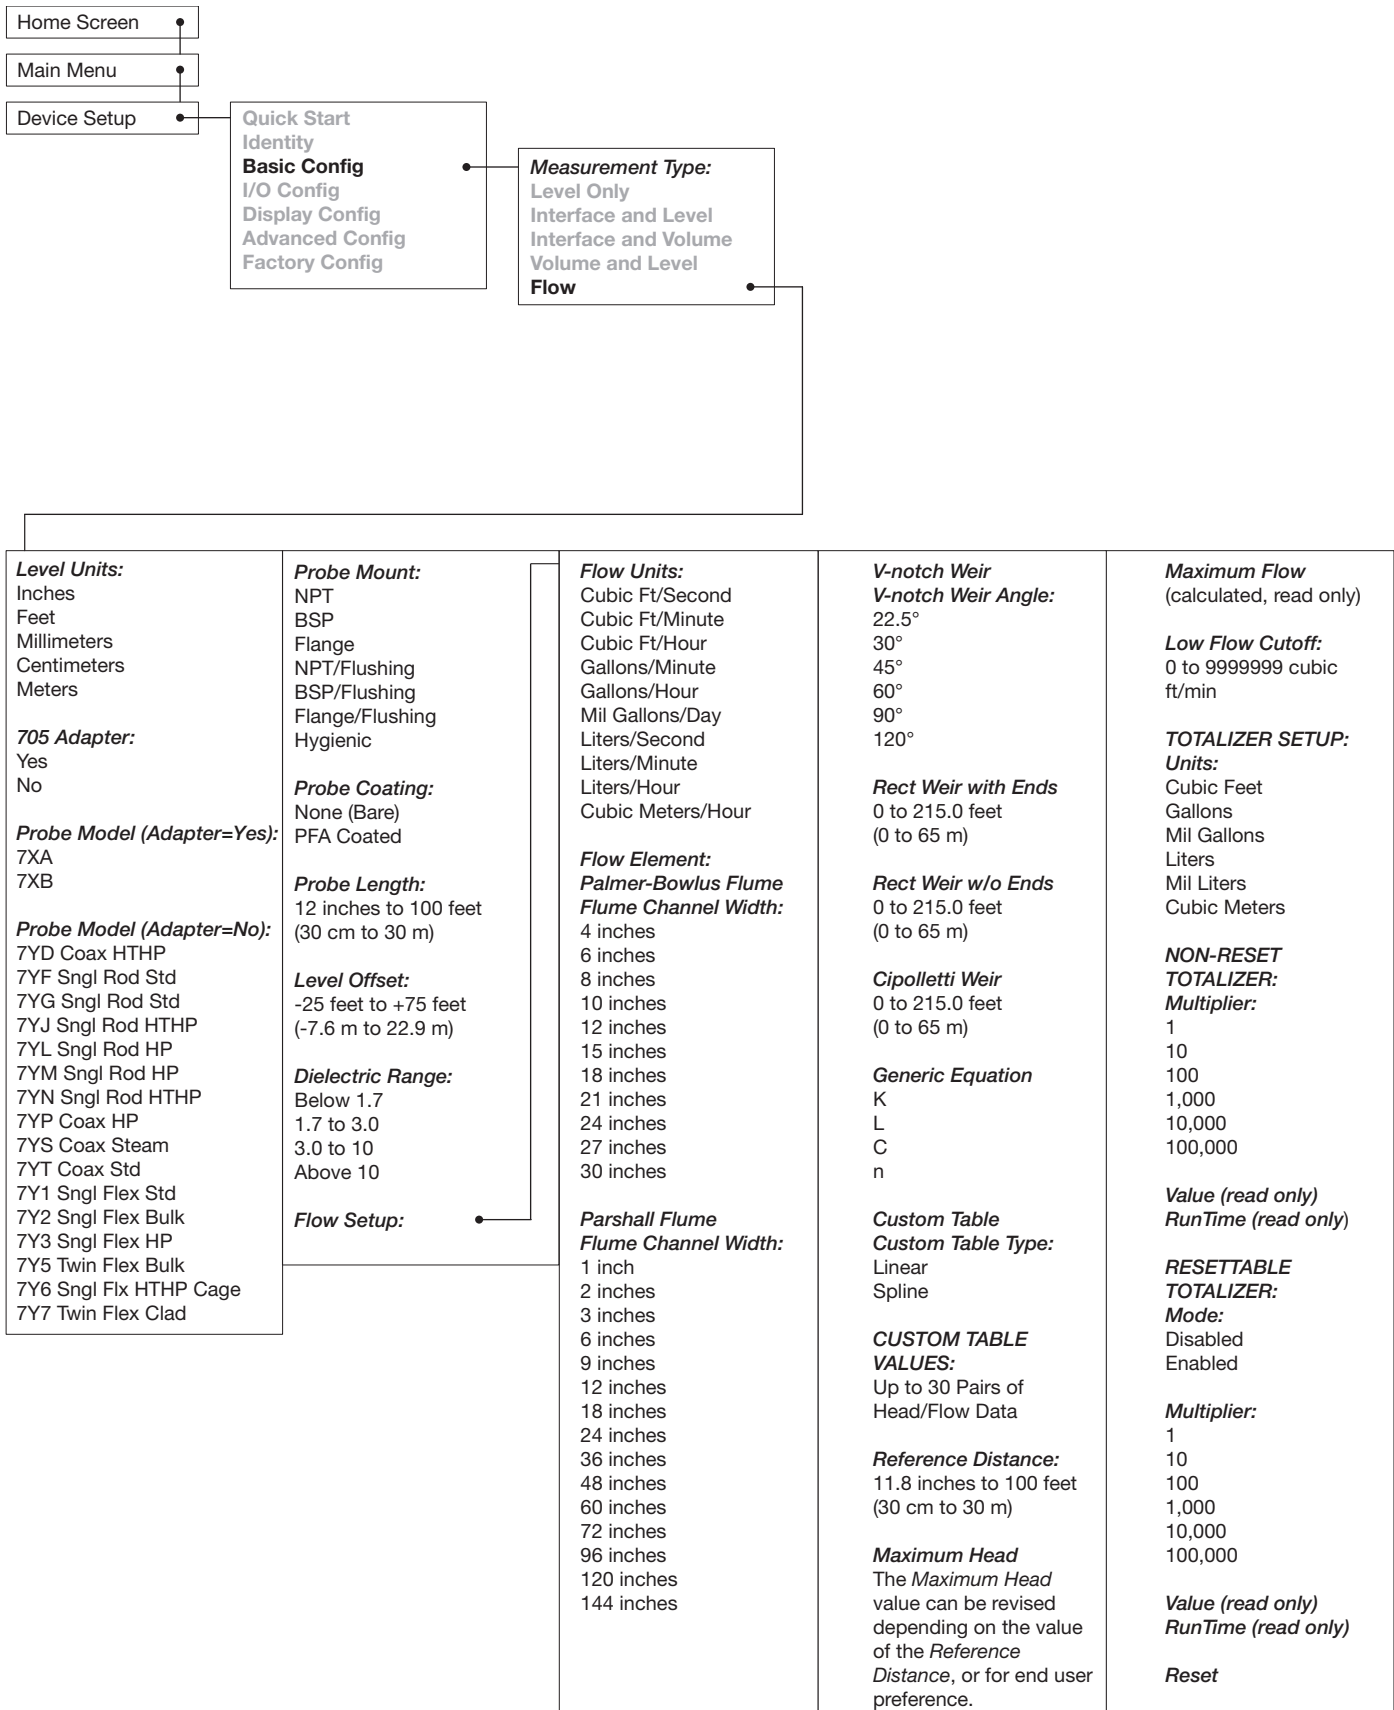 Home Screen
Main Menu
Device Setup
Quick Start
Identity
Basic Config
I/O Config
Display Config
Advanced Config
Factory Config
Measurement Type:
Level Only
Interface and Level
Interface and Volume
Volume and Level
Flow
Level Units:
Inches
Feet
Millimeters
Centimeters
Meters
705 Adapter:
Yes
No
Probe Model (Adapter=Yes):
7XA
7XB
Probe Model (Adapter=No):
7YD Coax HTHP
7YF Sngl Rod Std
7YG Sngl Rod Std
7YJ Sngl Rod HTHP
7YL Sngl Rod HP
7YM Sngl Rod HP
7YN Sngl Rod HTHP
7YP Coax HP
7YS Coax Steam
7YT Coax Std
7Y1 Sngl Flex Std
7Y2 Sngl Flex Bulk
7Y3 Sngl Flex HP
7Y5 Twin Flex Bulk
7Y6 Sngl Flx HTHP Cage
7Y7 Twin Flex Clad
Probe Mount:
NPT
BSP
Flange
NPT/Flushing
BSP/Flushing
Flange/Flushing
Hygienic
Probe Coating:
None (Bare)
PFA Coated
Probe Length:
12 inches to 100 feet
(30 cm to 30 m)
Level Offset:
-25 feet to +75 feet
(-7.6 m to 22.9 m)
Dielectric Range:
Below 1.7
1.7 to 3.0
3.0 to 10
Above 10
Flow Setup:
Flow Units:
Cubic Ft/Second
Cubic Ft/Minute
Cubic Ft/Hour
Gallons/Minute
Gallons/Hour
Mil Gallons/Day
Liters/Second
Liters/Minute
Liters/Hour
Cubic Meters/Hour
Flow Element:
Palmer-Bowlus Flume
Flume Channel Width:
4 inches
6 inches
8 inches
10 inches
12 inches
15 inches
18 inches
21 inches
24 inches
27 inches
30 inches
Parshall Flume
Flume Channel Width:
1 inch
2 inches
3 inches
6 inches
9 inches
12 inches
18 inches
24 inches
36 inches
48 inches
60 inches
72 inches
96 inches
120 inches
144 inches
V-notch Weir
V-notch Weir Angle:
22.5°
30°
45°
60°
90°
120°
Rect Weir with Ends
0 to 215.0 feet
(0 to 65 m)
Rect Weir w/o Ends
0 to 215.0 feet
(0 to 65 m)
Cipolletti Weir
0 to 215.0 feet
(0 to 65 m)
Generic Equation
K
L
C
n
Custom Table
Custom Table Type:
Linear
Spline
CUSTOM TABLE
VALUES:
Up to 30 Pairs of
Head/Flow Data
Reference Distance:
11.8 inches to 100 feet
(30 cm to 30 m)
Maximum Head
The Maximum Head
value can be revised
depending on the value
of the Reference
Distance, or for end user
preference.
Maximum Flow
(calculated, read only)
Low Flow Cutoff:
0 to 9999999 cubic
ft/min
TOTALIZER SETUP:
Units:
Cubic Feet
Gallons
Mil Gallons
Liters
Mil Liters
Cubic Meters
NON-RESET
TOTALIZER:
Multiplier:
1
10
100
1,000
10,000
100,000
Value (read only)
RunTime (read only)
RESETTABLE
TOTALIZER:
Mode:
Disabled
Enabled
Multiplier:
1
10
100
1,000
10,000
100,000
Value (read only)
RunTime (read only)
Reset